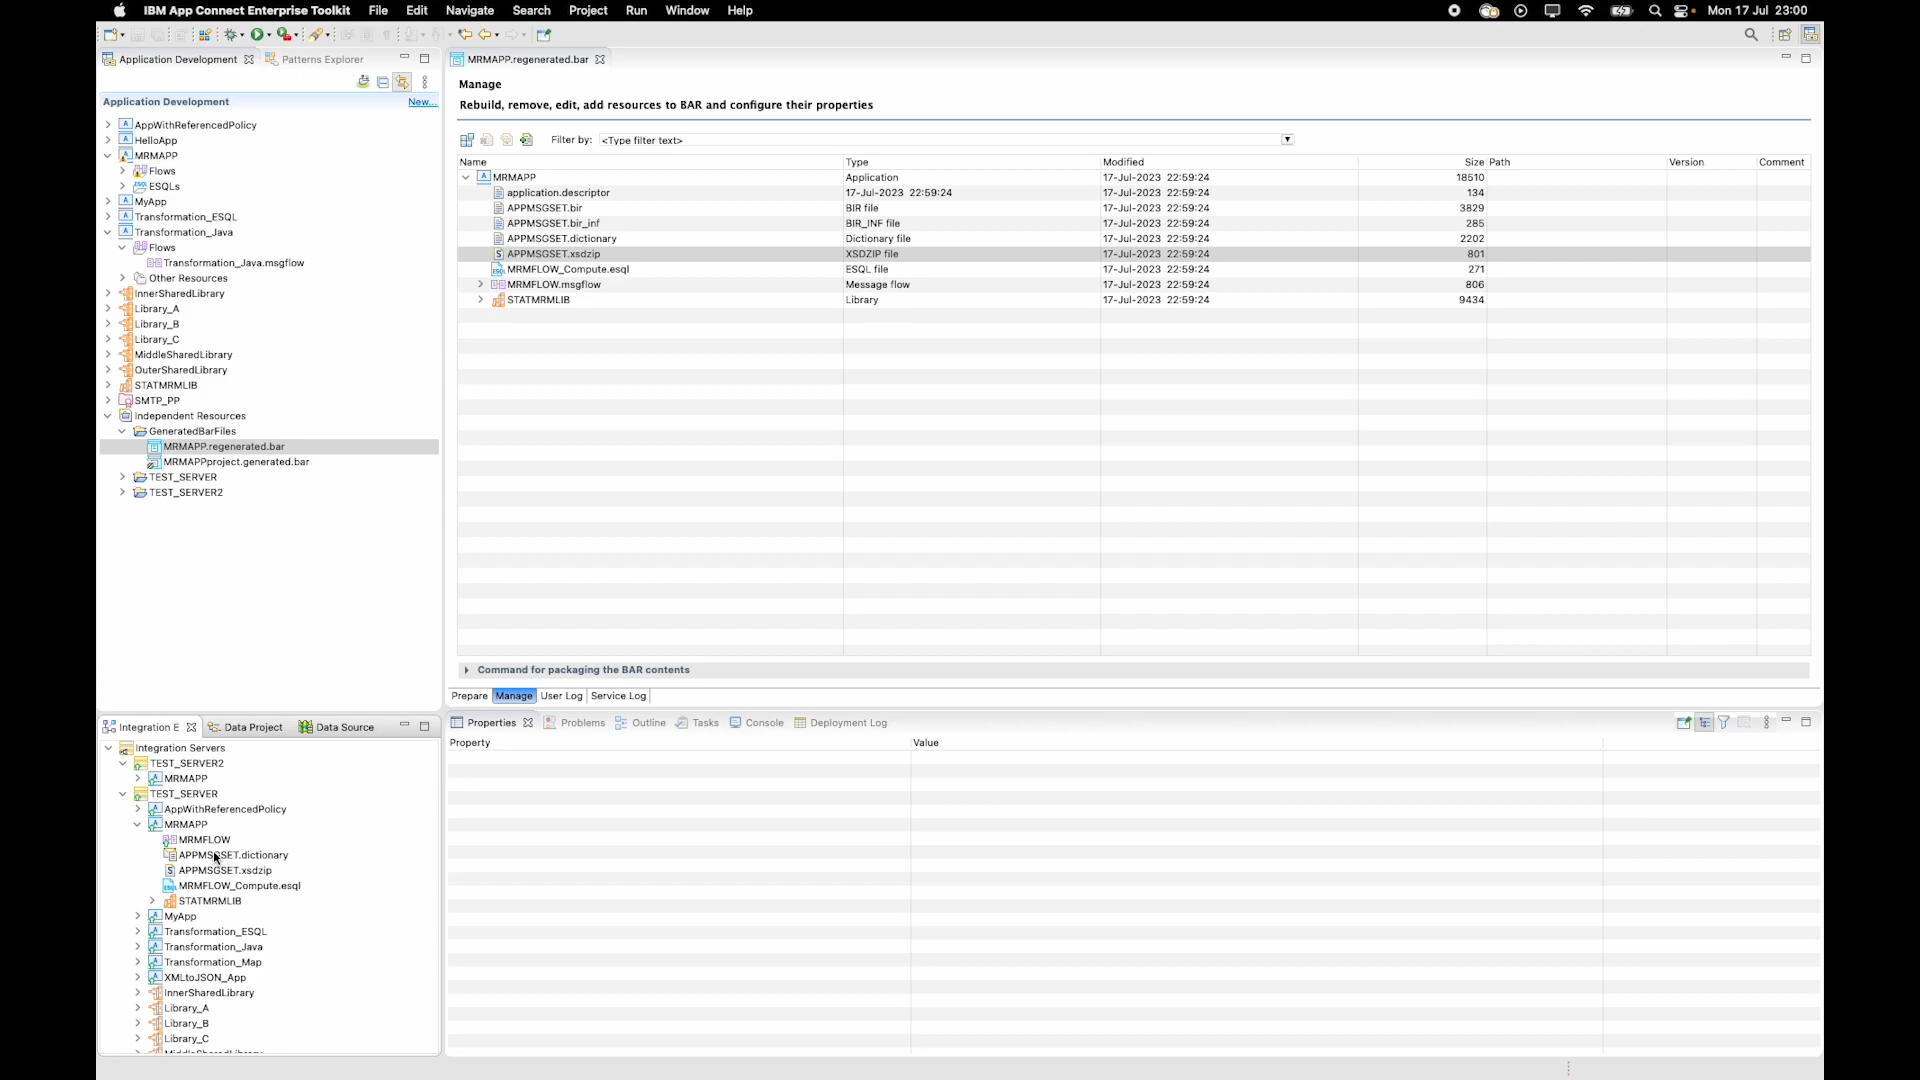 IBM App Connect Enterprise Toolkit File Edit Navigate Search Project Run Window Help Mon 17 Jul 23:00
Application Development Patterns Explorer
Application Development New...
AppWithReferencedPolicy
HelloApp
MRMAPP
Flows
ESQLs
MyApp
Transformation_ESQL
Transformation_Java
Flows
Transformation_Java.msgflow
Other Resources
InnerSharedLibrary
Library_A
Library_B
Library_C
MiddleSharedLibrary
OuterSharedLibrary
STATMRMLIB
SMTP_PP
Independent Resources
GeneratedBarFiles
MRMAPP.regenerated.bar
MRMAPPproject.generated.bar
TEST_SERVER
TEST_SERVER2
MRMAPP.regenerated.bar
Manage
Rebuild, remove, edit, add resources to BAR and configure their properties
Filter by: <Type filter text>
Name Type Modified Size Path Version Comment
MRMAPP Application 17-Jul-2023 22:59:24 18510
application.descriptor 17-Jul-2023 22:59:24 17-Jul-2023 22:59:24 134
APPMSGSET.bir BIR file 17-Jul-2023 22:59:24 3829
APPMSGSET.bir_inf BIR_INF file 17-Jul-2023 22:59:24 285
APPMSGSET.dictionary Dictionary file 17-Jul-2023 22:59:24 2202
APPMSGSET.xsdzip XSDZIP file 17-Jul-2023 22:59:24 801
MRMFLOW_Compute.esql ESQL file 17-Jul-2023 22:59:24 271
MRMFLOW.msgflow Message flow 17-Jul-2023 22:59:24 806
STATMRMLIB Library 17-Jul-2023 22:59:24 9434
Command for packaging the BAR contents
Prepare Manage User Log Service Log
Integration E Data Project Data Source
Integration Servers
TEST_SERVER2
MRMAPP
TEST_SERVER
AppWithReferencedPolicy
MRMAPP
MRMFLOW
APPMSGSET.dictionary
APPMSGSET.xsdzip
MRMFLOW_Compute.esql
STATMRMLIB
MyApp
Transformation_ESQL
Transformation_Java
Transformation_Map
XMLtoJSON_App
InnerSharedLibrary
Library_A
Library_B
Library_C
MiddleSharedLibrary
Properties Problems Outline Tasks Console Deployment Log
Property Value